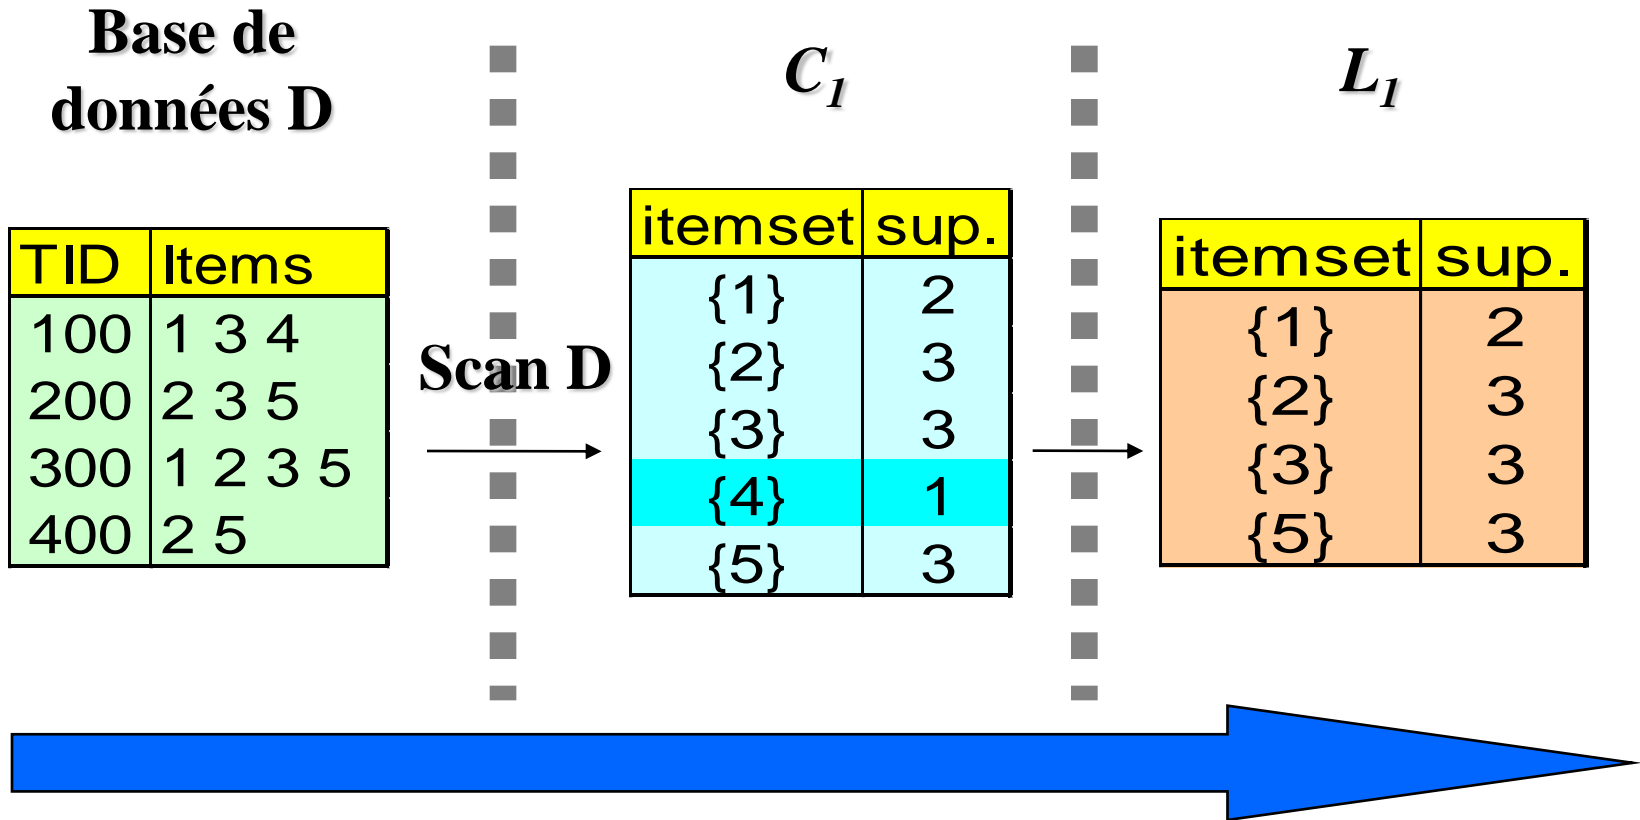 Base de
données D
TID Items
100 1 3 4
200 2 3 5
300 1 2 3 5
400 2 5
Scan D
C1
itemset sup.
{1} 2
{2} 3
{3} 3
{4} 1
{5} 3
L1
itemset sup.
{1} 2
{2} 3
{3} 3
{5} 3